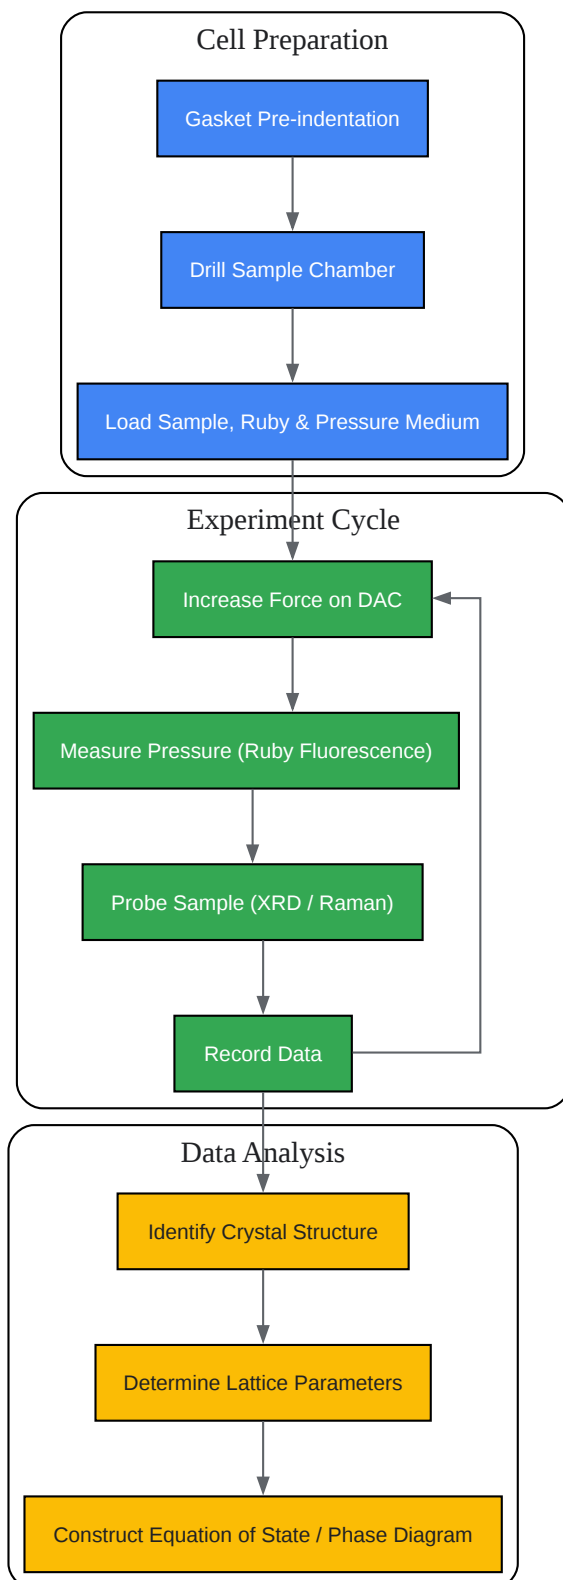 Cell Preparation
Gasket Pre-indentation
Drill Sample Chamber
Load Sample, Ruby & Pressure Medium
Experiment Cycle
Increase Force on DAC
Measure Pressure (Ruby Fluorescence)
Probe Sample (XRD / Raman)
Record Data
Data Analysis
Identify Crystal Structure
Determine Lattice Parameters
Construct Equation of State / Phase Diagram